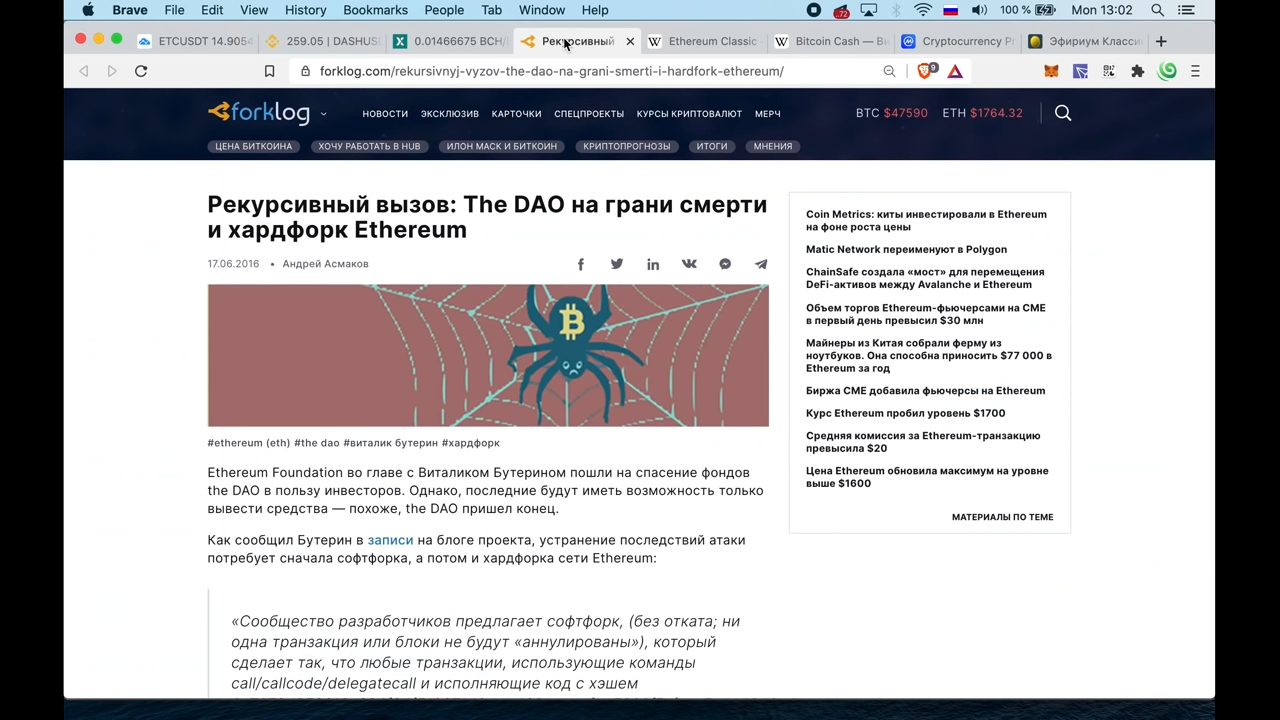 Brave File Edit View History Bookmarks People Tab Window Help 72 100 % Mon 13:02
ETCUSDT 14.9054 259.05 | DASHUS 0.01466675 BCH/ Рекурсивный Ethereum Classic Bitcoin Cash — Ви Cryptocurrency Pr Эфириум Класси
forklog.com/rekursivnyj-vyzov-the-dao-na-grani-smerti-i-hardfork-ethereum/ 9
forklog НОВОСТИ ЭКСКЛЮЗИВ КАРТОЧКИ СПЕЦПРОЕКТЫ КУРСЫ КРИПТОВАЛЮТ МЕРЧ BTC $47590 ETH $1764.32
ЦЕНА БИТКОИНА ХОЧУ РАБОТАТЬ В HUB ИЛОН МАСК И БИТКОИН КРИПТОПРОГНОЗЫ ИТОГИ МНЕНИЯ
Рекурсивный вызов: The DAO на грани смерти
и хардфорк Ethereum
17.06.2016 • Андрей Асмаков
#ethereum (eth) #the dao #виталик бутерин #хардфорк
Ethereum Foundation во главе с Виталиком Бутерином пошли на спасение фондов
the DAO в пользу инвесторов. Однако, последние будут иметь возможность только
вывести средства — похоже, the DAO пришел конец.
Как сообщил Бутерин в записи на блоге проекта, устранение последствий атаки
потребует сначала софтфорка, а потом и хардфорка сети Ethereum:
«Сообщество разработчиков предлагает софтфорк, (без отката; ни
одна транзакция или блоки не будут «аннулированы»), который
сделает так, что любые транзакции, использующие команды
call/callcode/delegatecall и исполняющие код с хэшем
Coin Metrics: киты инвестировали в Ethereum
на фоне роста цены
Matic Network переименуют в Polygon
ChainSafe создала «мост» для перемещения
DeFi-активов между Avalanche и Ethereum
Объем торгов Ethereum-фьючерсами на CME
в первый день превысил $30 млн
Майнеры из Китая собрали ферму из
ноутбуков. Она способна приносить $77 000 в
Ethereum за год
Биржа CME добавила фьючерсы на Ethereum
Курс Ethereum пробил уровень $1700
Средняя комиссия за Ethereum-транзакцию
превысила $20
Цена Ethereum обновила максимум на уровне
выше $1600
МАТЕРИАЛЫ ПО ТЕМЕ